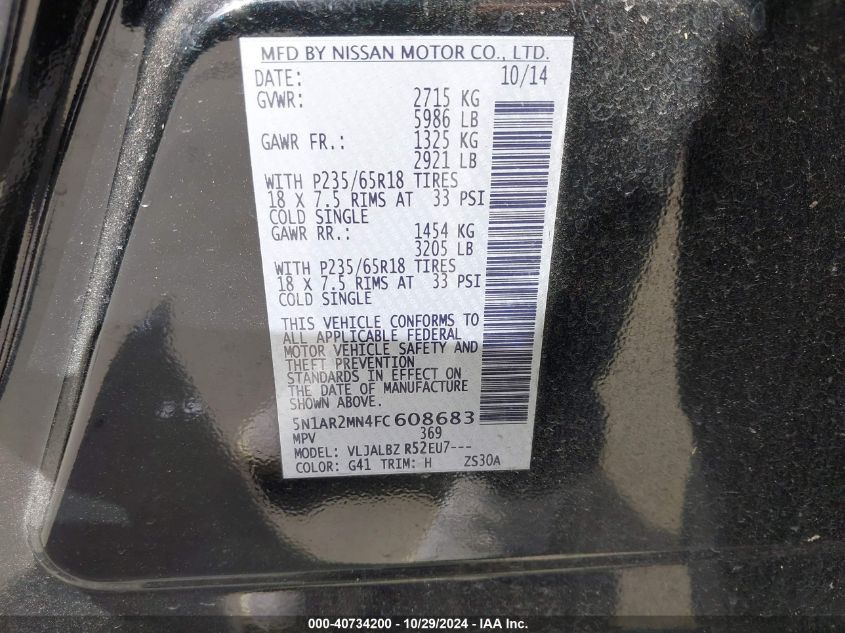 MFD BY NISSAN MOTOR CO., LTD.
DATE: 10/14
GVWR: 2715 KG
5986 LB
GAWR FR.: 1325 KG
2921 LB
WITH P235/65R18 TIRES
18 X 7.5 RIMS AT 33 PSI
COLD SINGLE
GAWR RR.: 1454 KG
3205 LB
WITH P235/65R18 TIRES
18 X 7.5 RIMS AT 33 PSI
COLD SINGLE
THIS VEHICLE CONFORMS TO
ALL APPLICABLE FEDERAL
MOTOR VEHICLE SAFETY AND
THEFT PREVENTION
STANDARDS IN EFFECT ON
THE DATE OF MANUFACTURE
SHOWN ABOVE.
5N1AR2MN4FC 608683
MPV 369
MODEL: VLJALBZ R52EU7---
COLOR: G41 TRIM: H ZS30A
000-40734200 - 10/29/2024 - IAA Inc.